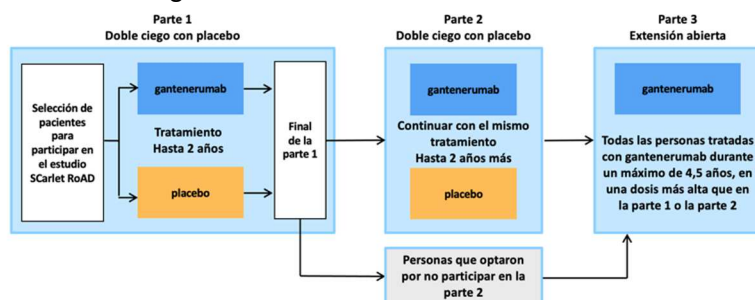 Parte 1
Doble ciego con placebo
Selección de
pacientes
para
participar en
el estudio
SCarlet RoAD
gantenerumab
Tratamiento
Hasta 2 años
placebo
Final
de la
parte 1
Parte 2
Doble ciego con placebo
gantenerumab
Continuar con el mismo
tratamiento
Hasta 2 años más
placebo
Personas que optaron
por no participar en la
parte 2
Parte 3
Extensión abierta
gantenerumab
Todas las personas tratadas
con gantenerumab durante
un máximo de 4,5 años, en
una dosis más alta que en
la parte 1 o la parte 2